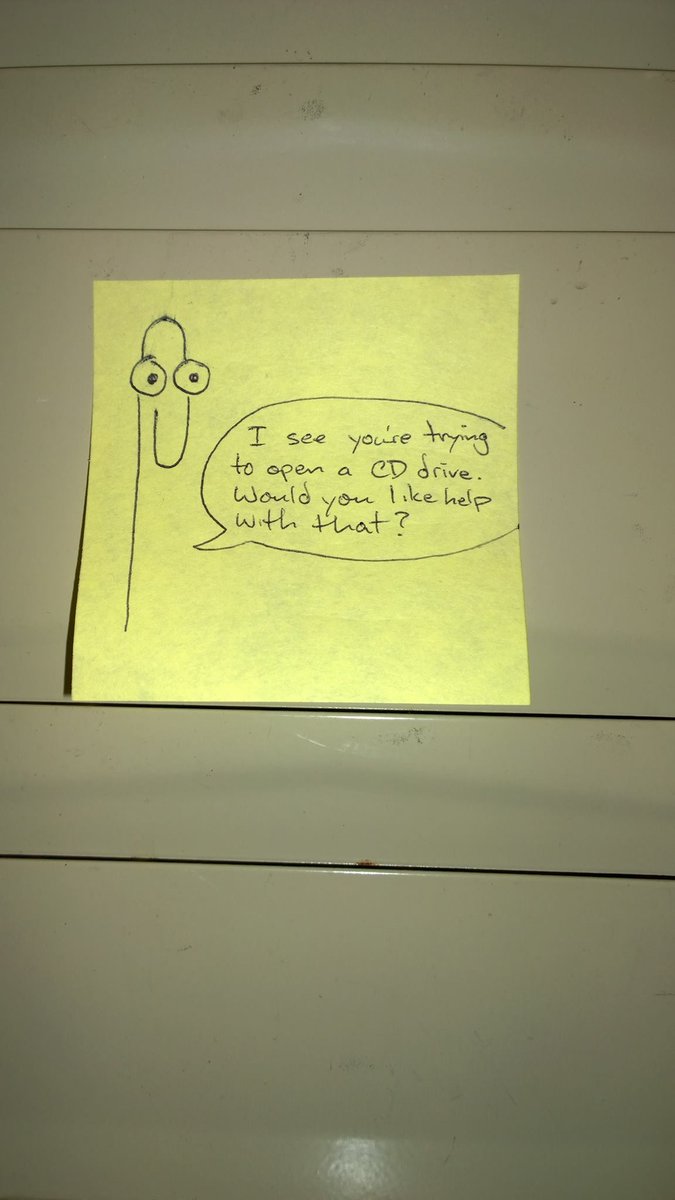 I see you're trying
to open a CD drive.
Would you like help
with that?